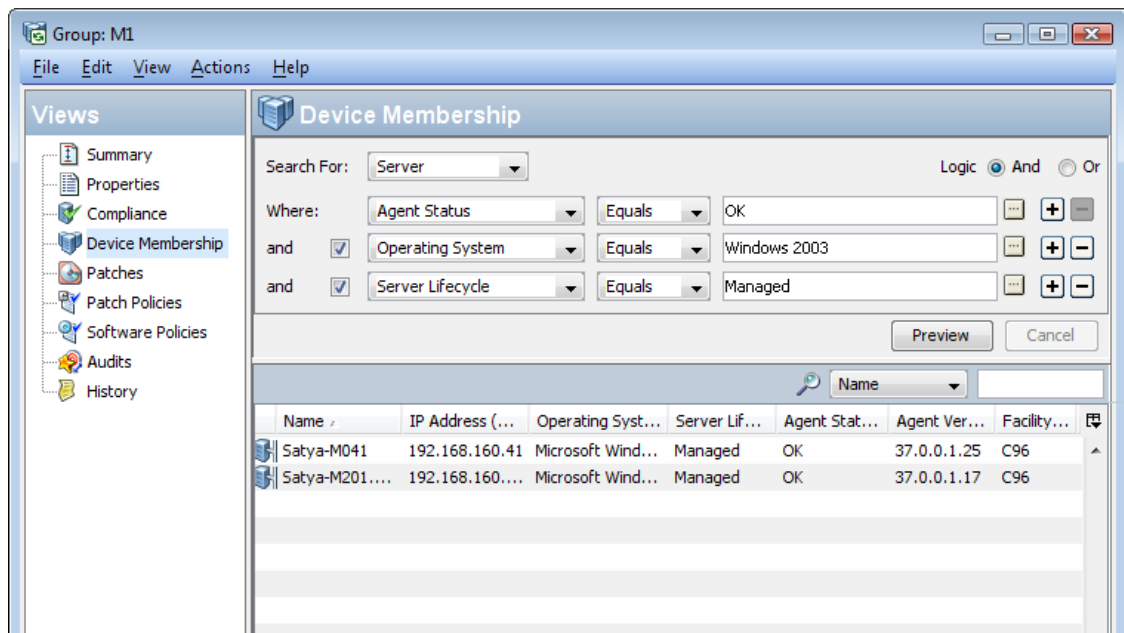 Group: M1
File Edit View Actions Help
Views
Summary
Properties
Compliance
Device Membership
Patches
Patch Policies
Software Policies
Audits
History
Device Membership
Search For: Server Logic And Or
Where: Agent Status Equals OK
and Operating System Equals Windows 2003
and Server Lifecycle Equals Managed
Preview Cancel
Name
Name IP Address (... Operating Syst... Server Lif... Agent Stat... Agent Ver... Facility...
Satya-M041 192.168.160.41 Microsoft Wind... Managed OK 37.0.0.1.25 C96
Satya-M201.... 192.168.160.... Microsoft Wind... Managed OK 37.0.0.1.17 C96